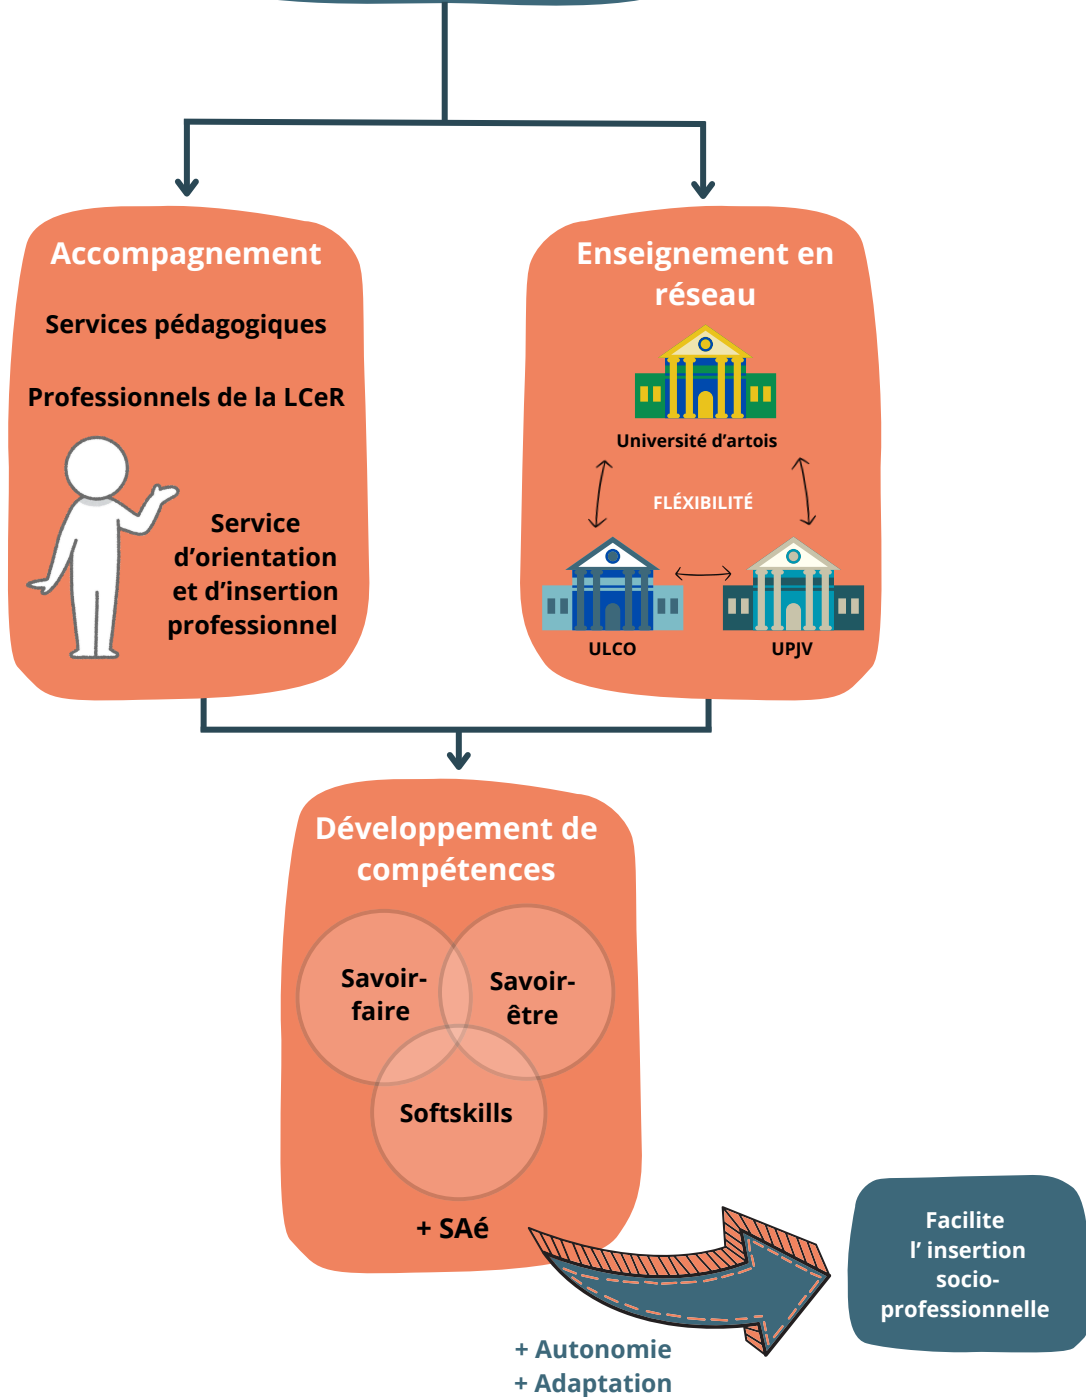 Accompagnement
Services pédagogiques
Professionnels de la LCeR
Service
d’orientation
et d’insertion
professionnel
Enseignement en
réseau
Université d’artois
FLÉXIBILITÉ
ULCO
UPJV
Développement de
compétences
Savoir-
faire
Savoir-
être
Softskills
+ SAé
Facilite
l’ insertion
socio-
professionnelle
+ Autonomie
+ Adaptation